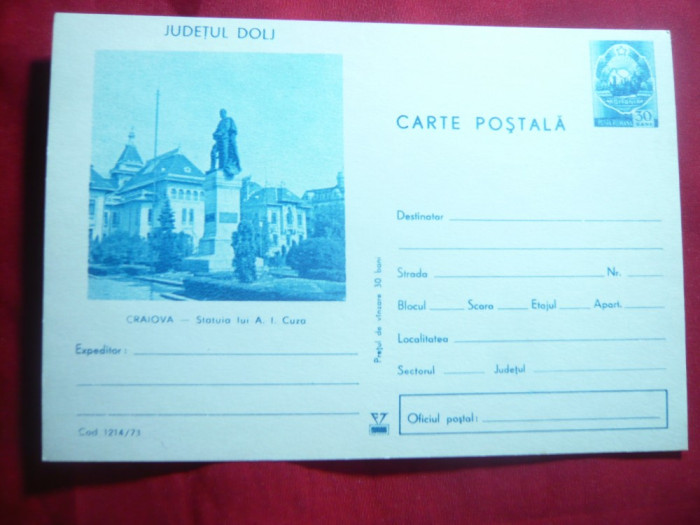 JUDEȚUL DOLJ
CRAIOVA — Statuia lui A. I. Cuza
Expeditor:
Cod 1214/73
Prețul de vînzare 30 bani
30
CARTE POȘTALĂ
Destinatar
Strada Nr.
Blocul Scara Etajul Apart.
Localitatea
Sectorul Județul
Oficiul poștal: